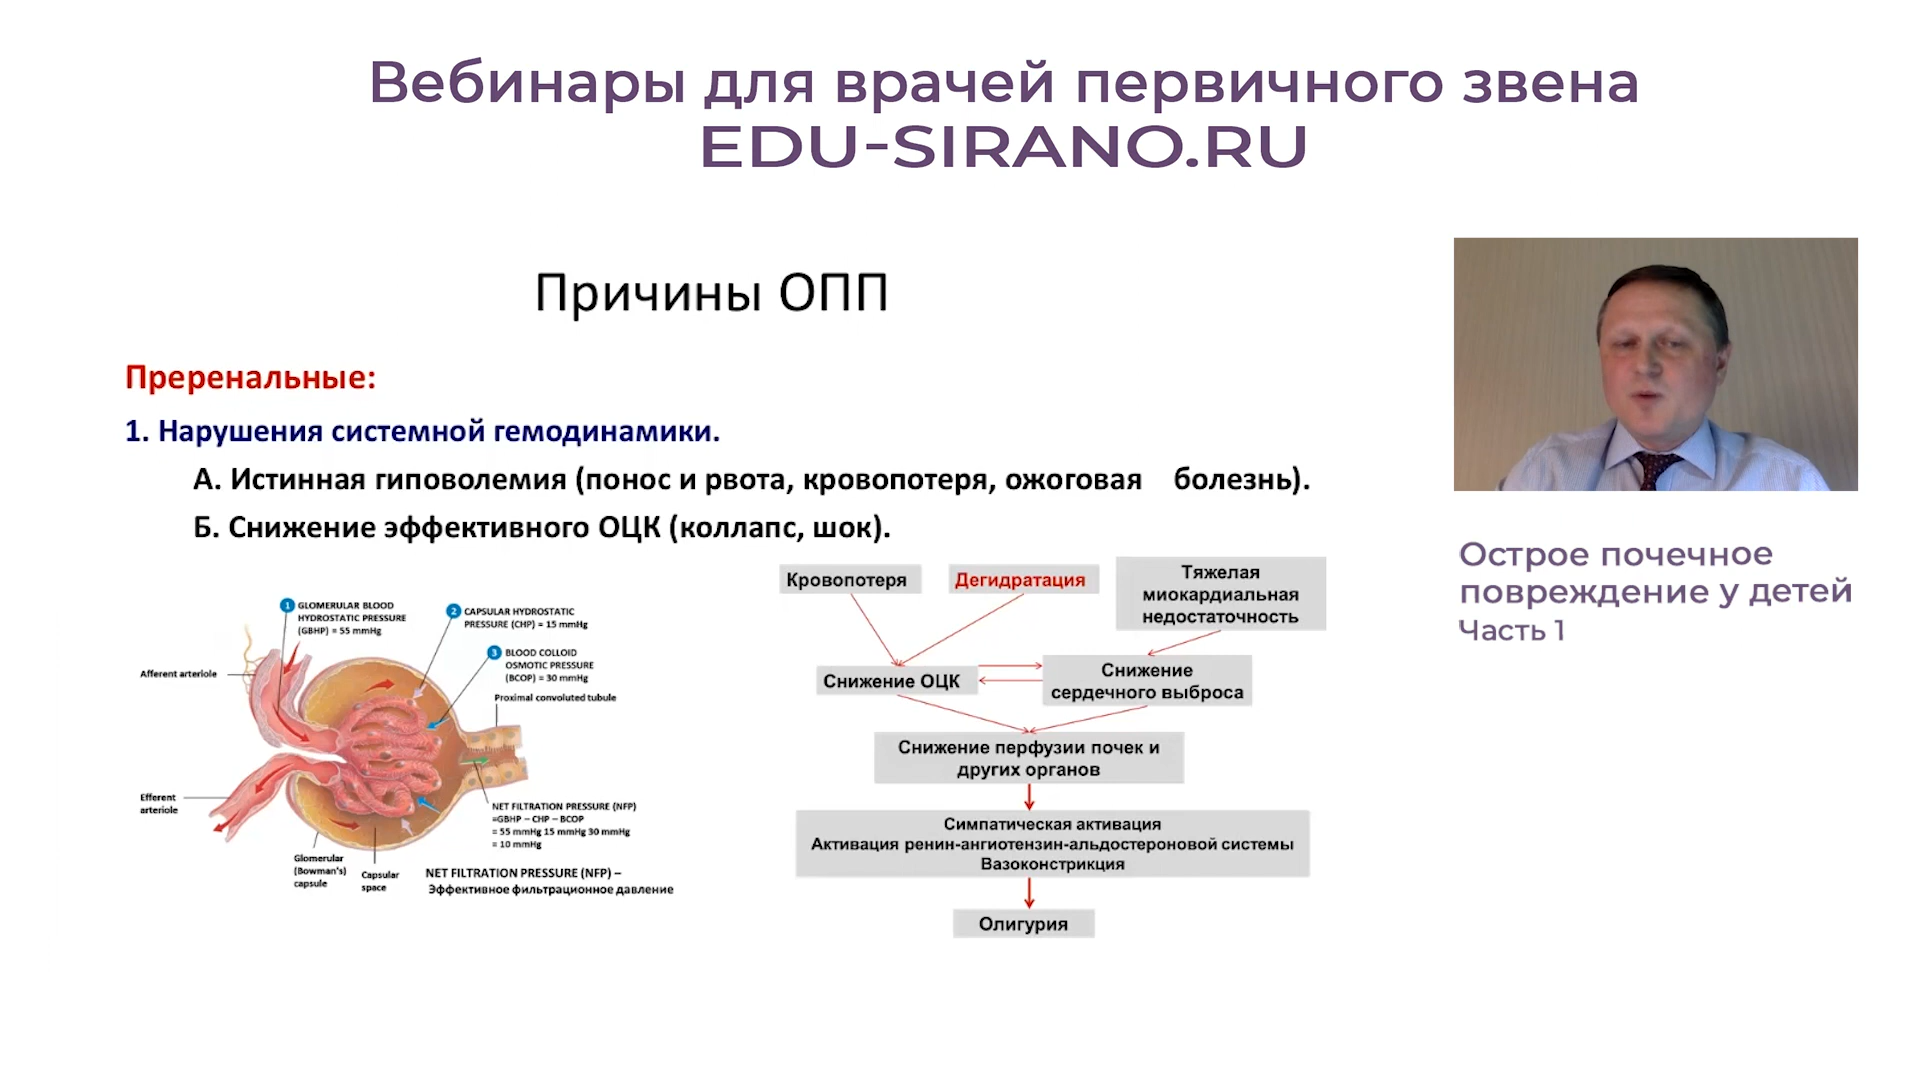 Вебинары для врачей первичного звена
EDU-SIRANO.RU
Причины ОПП
Преренальные:
1. Нарушения системной гемодинамики.
А. Истинная гиповолемия (понос и рвота, кровопотеря, ожоговая болезнь).
Б. Снижение эффективного ОЦК (коллапс, шок).
1 GLOMERULAR BLOOD
HYDROSTATIC PRESSURE
(GBHP) = 55 mmHg
2 CAPSULAR HYDROSTATIC
PRESSURE (CHP) = 15 mmHg
3 BLOOD COLLOID
OSMOTIC PRESSURE
(BCOP) = 30 mmHg
Afferent arteriole
Proximal convoluted tubule
Efferent
arteriole
NET FILTRATION PRESSURE (NFP)
=GBHP – CHP – BCOP
= 55 mmHg 15 mmHg 30 mmHg
= 10 mmHg
Glomerular
(Bowman's)
capsule
Capsular
space
NET FILTRATION PRESSURE (NFP) –
Эффективное фильтрационное давление
Кровопотеря
Дегидратация
Тяжелая
миокардиальная
недостаточность
Снижение ОЦК
Снижение
сердечного выброса
Снижение перфузии почек и
других органов
Симпатическая активация
Активация ренин-ангиотензин-альдостероновой системы
Вазоконстрикция
Олигурия
Острое почечное
повреждение у детей
Часть 1